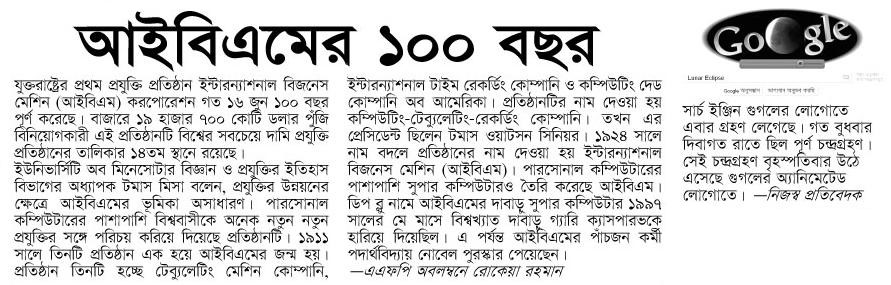 আইবিএমের ১০০ বছর
যুক্তরাষ্ট্রের প্রথম প্রযুক্তি প্রতিষ্ঠান ইন্টারন্যাশনাল বিজনেস
মেশিন (আইবিএম) করপোরেশন গত ১৬ জুন ১০০ বছর
পূর্ণ করেছে। বাজারে ১৯ হাজার ৭০০ কোটি ডলার পুঁজি
বিনিয়োগকারী এই প্রতিষ্ঠানটি বিশ্বের সবচেয়ে দামি প্রযুক্তি
প্রতিষ্ঠানের তালিকার ১৪তম স্থানে রয়েছে।
ইউনিভার্সিটি অব মিনেসোটার বিজ্ঞান ও প্রযুক্তির ইতিহাস
বিভাগের অধ্যাপক টমাস মিসা বলেন, প্রযুক্তির উন্নয়নের
ক্ষেত্রে আইবিএমের ভূমিকা অসাধারণ। পারসোনাল
কম্পিউটারের পাশাপাশি বিশ্ববাসীকে অনেক নতুন নতুন
প্রযুক্তির সঙ্গে পরিচয় করিয়ে দিয়েছে প্রতিষ্ঠানটি। ১৯১১
সালে তিনটি প্রতিষ্ঠান এক হয়ে আইবিএমের জন্ম হয়।
প্রতিষ্ঠান তিনটি হচ্ছে টেব্যুলেটিং মেশিন কোম্পানি,
ইন্টারন্যাশনাল টাইম রেকর্ডিং কোম্পানি ও কম্পিউটিং দেড
কোম্পানি অব আমেরিকা। প্রতিষ্ঠানটির নাম দেওয়া হয়
কম্পিউটিং-টেব্যুলেটিং-রেকর্ডিং কোম্পানি। তখন এর
প্রেসিডেন্ট ছিলেন টমাস ওয়াটসন সিনিয়র। ১৯২৪ সালে
নাম বদলে প্রতিষ্ঠানের নাম দেওয়া হয় ইন্টারন্যাশনাল
বিজনেস মেশিন (আইবিএম)। পারসোনাল কম্পিউটারের
পাশাপাশি সুপার কম্পিউটারও তৈরি করেছে আইবিএম।
ডিপ ব্লু নামে আইবিএমের দাবাড়ু সুপার কম্পিউটার ১৯৯৭
সালের মে মাসে বিশ্বখ্যাত দাবাড়ু গ্যারি ক্যাসপারভকে
হারিয়ে দিয়েছিল। এ পর্যন্ত আইবিএমের পাঁচজন কর্মী
পদার্থবিদ্যায় নোবেল পুরস্কার পেয়েছেন।
—এএফপি অবলম্বনে রোকেয়া রহমান
Google
Lunar Eclipse
Google অনুসন্ধান
সার্চ ইঞ্জিন গুগলের লোগোতে
এবার গ্রহণ লেগেছে। গত বুধবার
দিবাগত রাতে ছিল পূর্ণ চন্দ্রগ্রহণ।
সেই চন্দ্রগ্রহণ বৃহস্পতিবার উঠে
এসেছে গুগলের অ্যানিমেটেড
লোগোতে। —নিজস্ব প্রতিবেদক